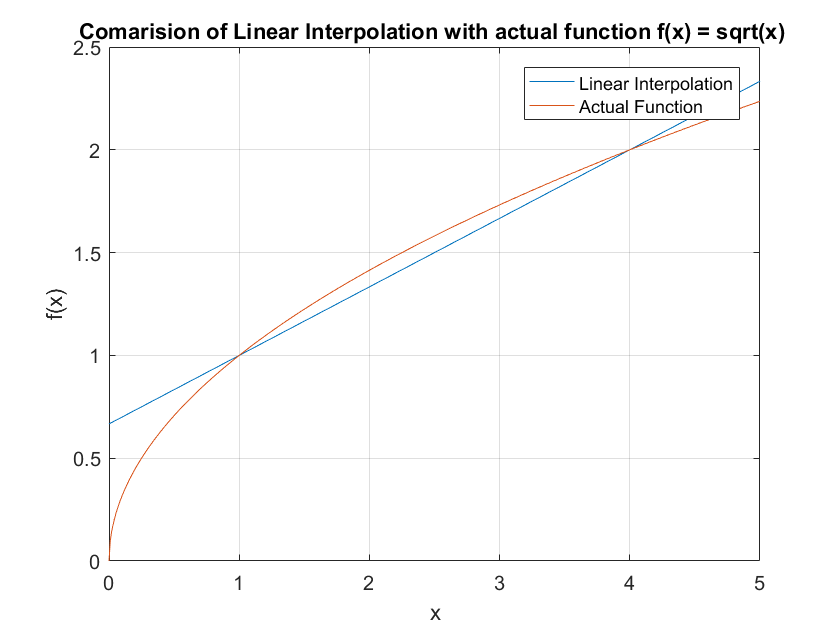 Comarision of Linear Interpolation with actual function f(x) = sqrt(x)
2.5
2
1.5
1
0.5
0
f(x)
Linear Interpolation
Actual Function
0 1 2 3 4 5
x